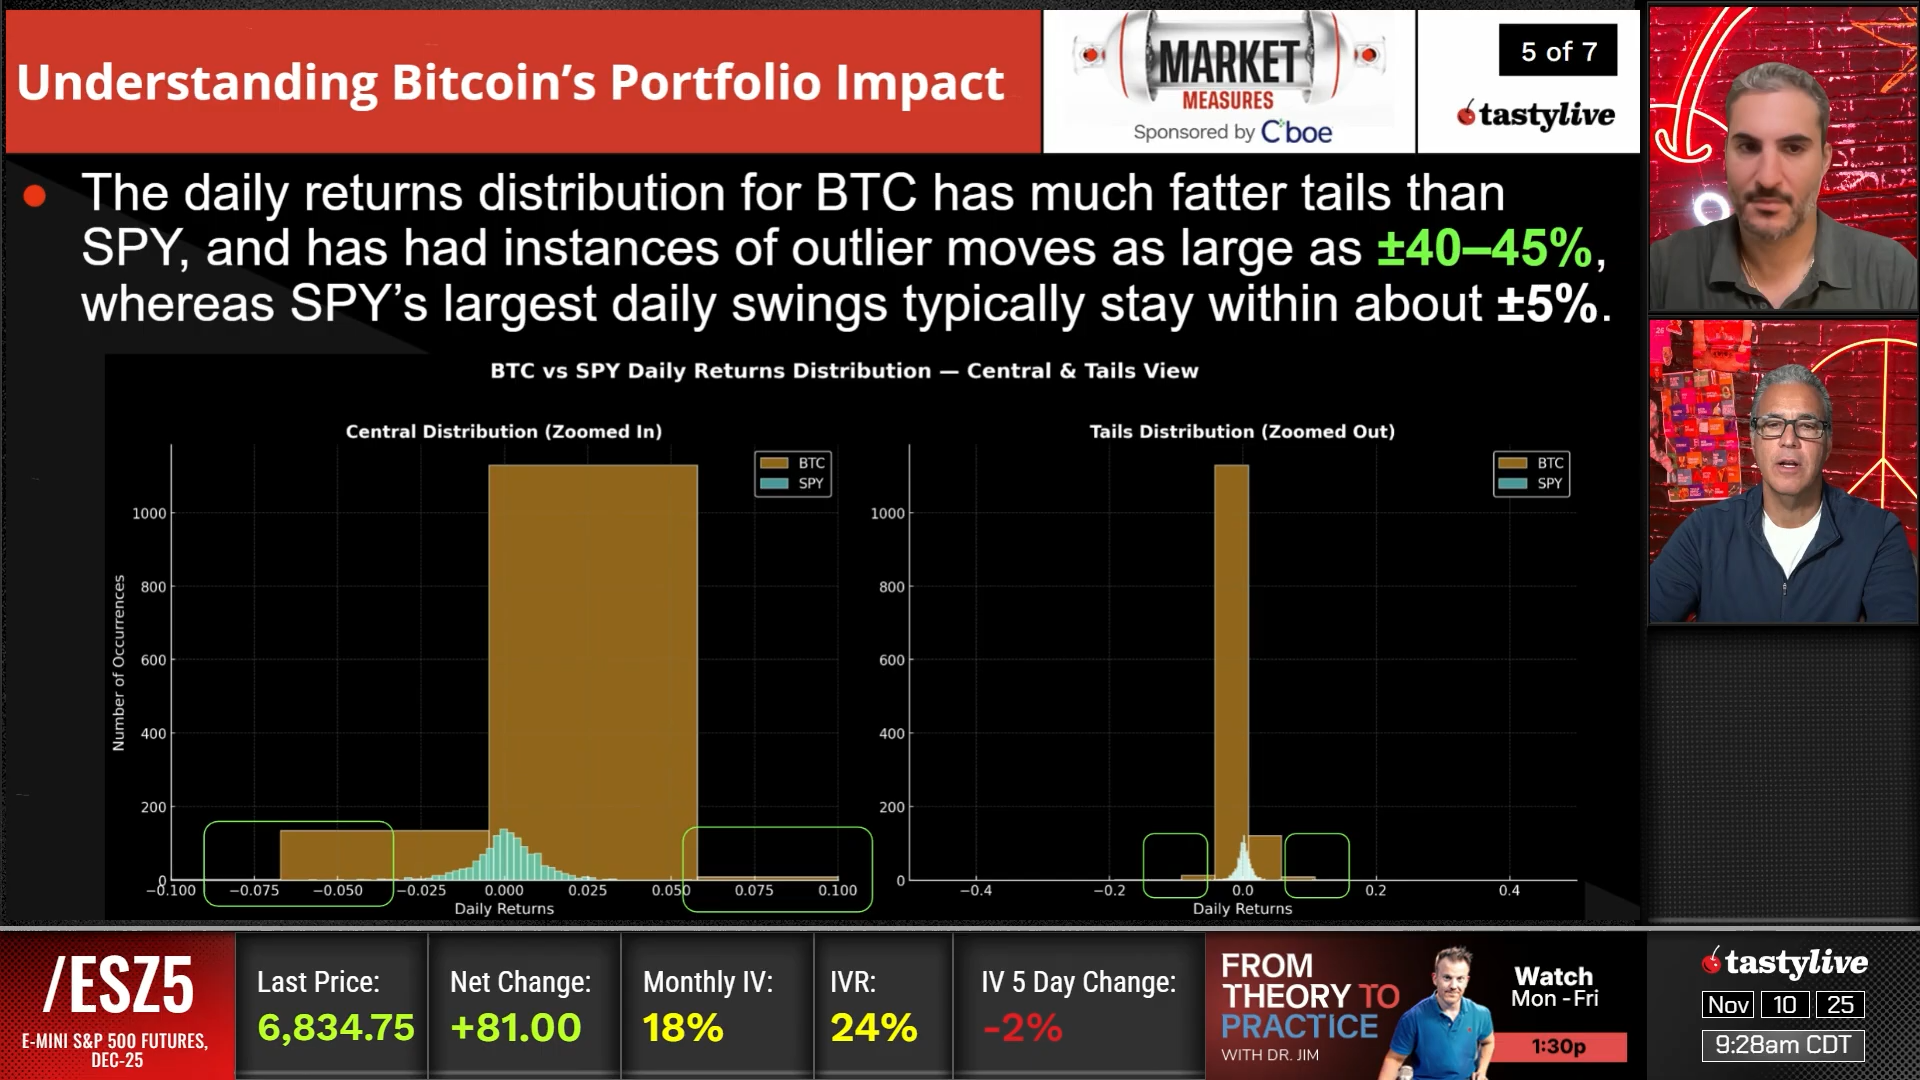 Understanding Bitcoin's Portfolio Impact
MARKET
MEASURES
Sponsored by Cboe
5 of 7
tastylive
The daily returns distribution for BTC has much fatter tails than
SPY, and has had instances of outlier moves as large as ±40–45%,
whereas SPY's largest daily swings typically stay within about ±5%.
BTC vs SPY Daily Returns Distribution — Central & Tails View
Central Distribution (Zoomed In)
BTC
SPY
Number of Occurrences
1000
800
600
400
200
0
−0.100 −0.075 −0.050 −0.025 0.000 0.025 0.050 0.075 0.100
Daily Returns
Tails Distribution (Zoomed Out)
BTC
SPY
1000
800
600
400
200
0
−0.4 −0.2 0.0 0.2 0.4
Daily Returns
/ESZ5
E-MINI S&P 500 FUTURES,
DEC-25
Last Price:
6,834.75
Net Change:
+81.00
Monthly IV:
18%
IVR:
24%
IV 5 Day Change:
-2%
FROM
THEORY TO
PRACTICE
WITH DR. JIM
Watch
Mon - Fri
1:30p
tastylive
Nov 10 25
9:28am CDT